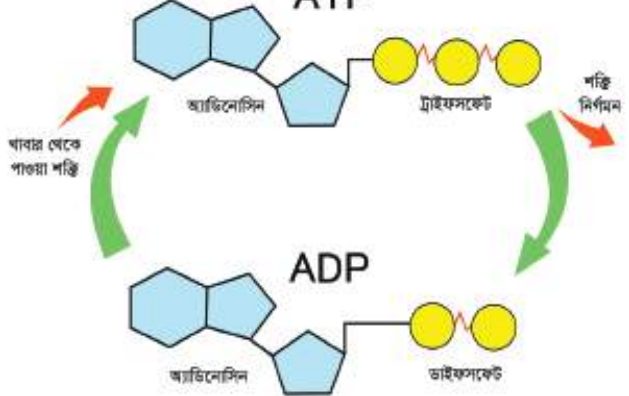 ATP
অ্যাডিনোসিন
ট্রাইফসফেট
শক্তি
নির্গমন
খাবার থেকে
পাওয়া শক্তি
ADP
অ্যাডিনোসিন
ডাইফসফেট